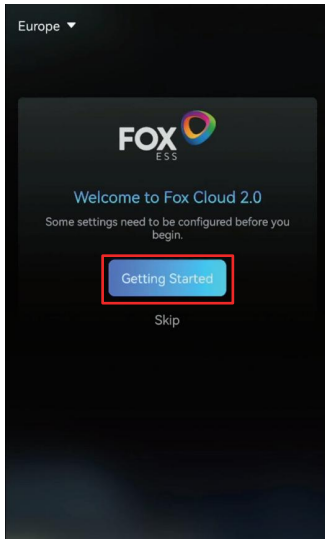 Europe
FOX
ESS
Welcome to Fox Cloud 2.0
Some settings need to be configured before you
begin.
Getting Started
Skip